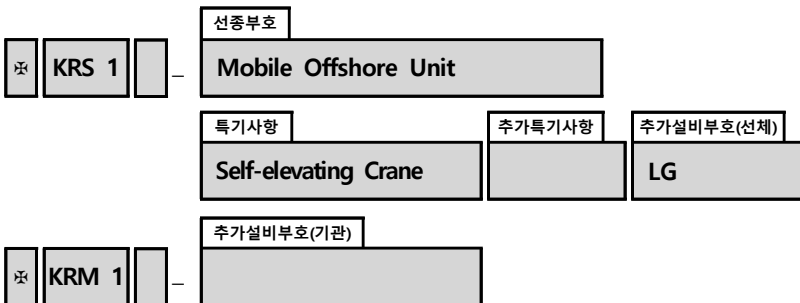 선종부호
✠ KRS 1 – Mobile Offshore Unit
특기사항 추가특기사항 추가설비부호(선체)
Self-elevating Crane LG
추가설비부호(기관)
✠ KRM 1 –